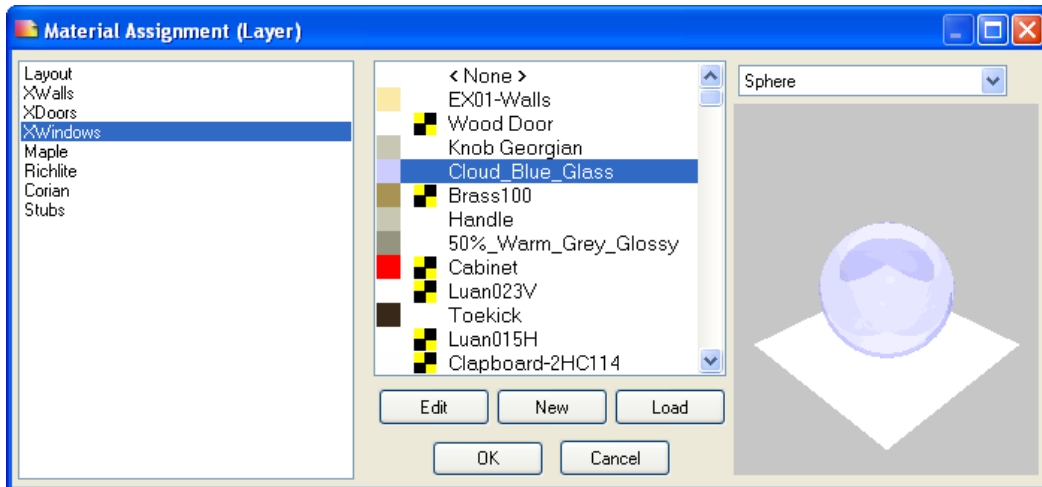 Material Assignment (Layer)
Layout
XWalls
XDoors
XWindows
Maple
Richlite
Corian
Stubs
< None >
EX01-Walls
Wood Door
Knob Georgian
Cloud_Blue_Glass
Brass100
Handle
50%_Warm_Grey_Glossy
Cabinet
Luan023V
Toekick
Luan015H
Clapboard-2HC114
Edit New Load
OK Cancel
Sphere